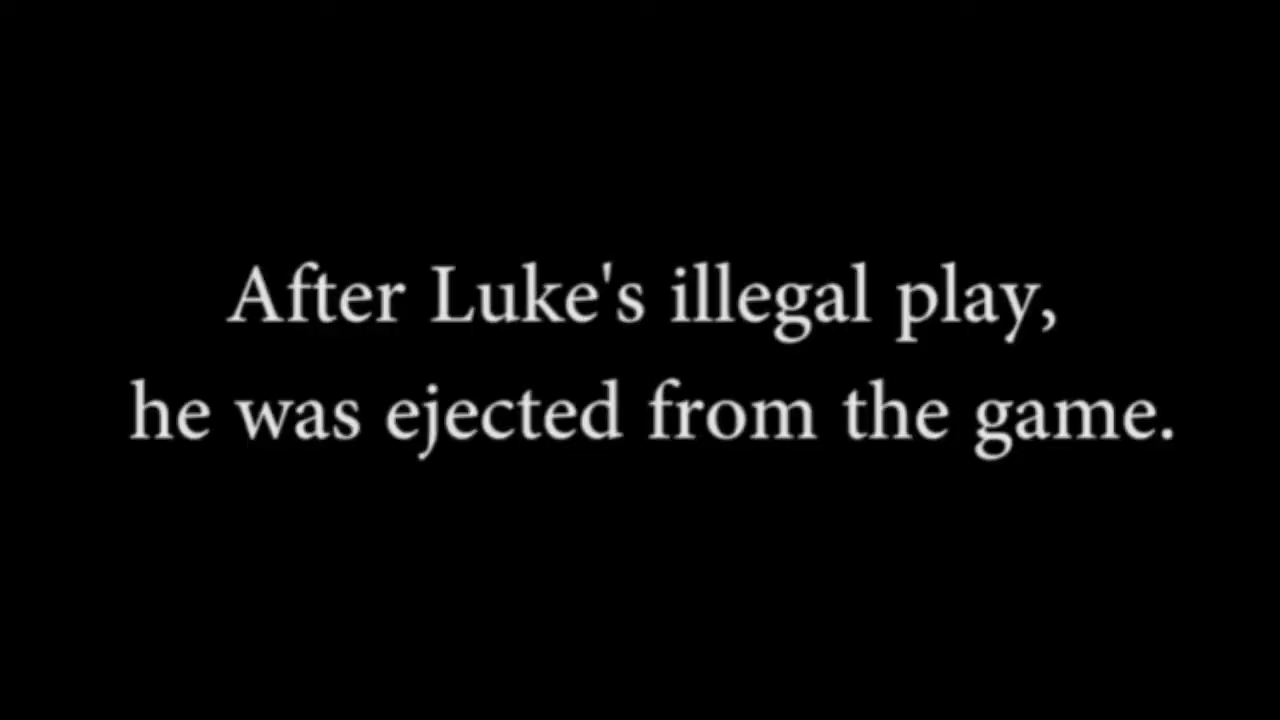 After Luke's illegal play,
he was ejected from the game.